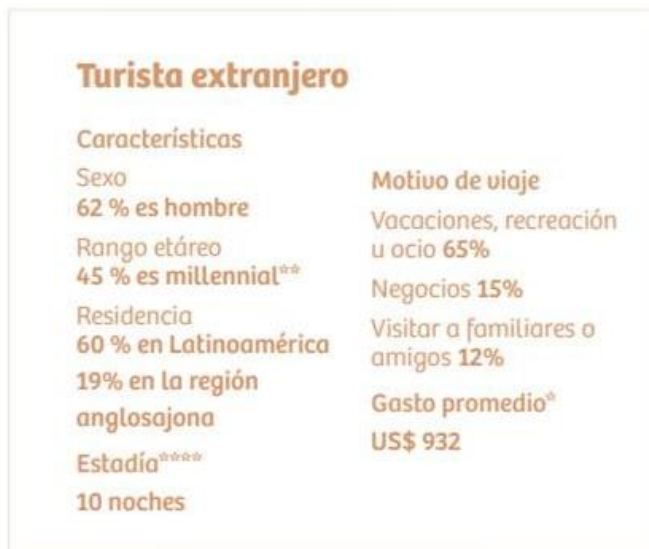 Turista extranjero
Características
Sexo
62 % es hombre
Rango etáreo
45 % es millennial**
Residencia
60 % en Latinoamérica
19% en la región
anglosajona
Estadía****
10 noches
Motivo de viaje
Vacaciones, recreación
u ocio 65%
Negocios 15%
Visitar a familiares o
amigos 12%
Gasto promedio*
US$ 932